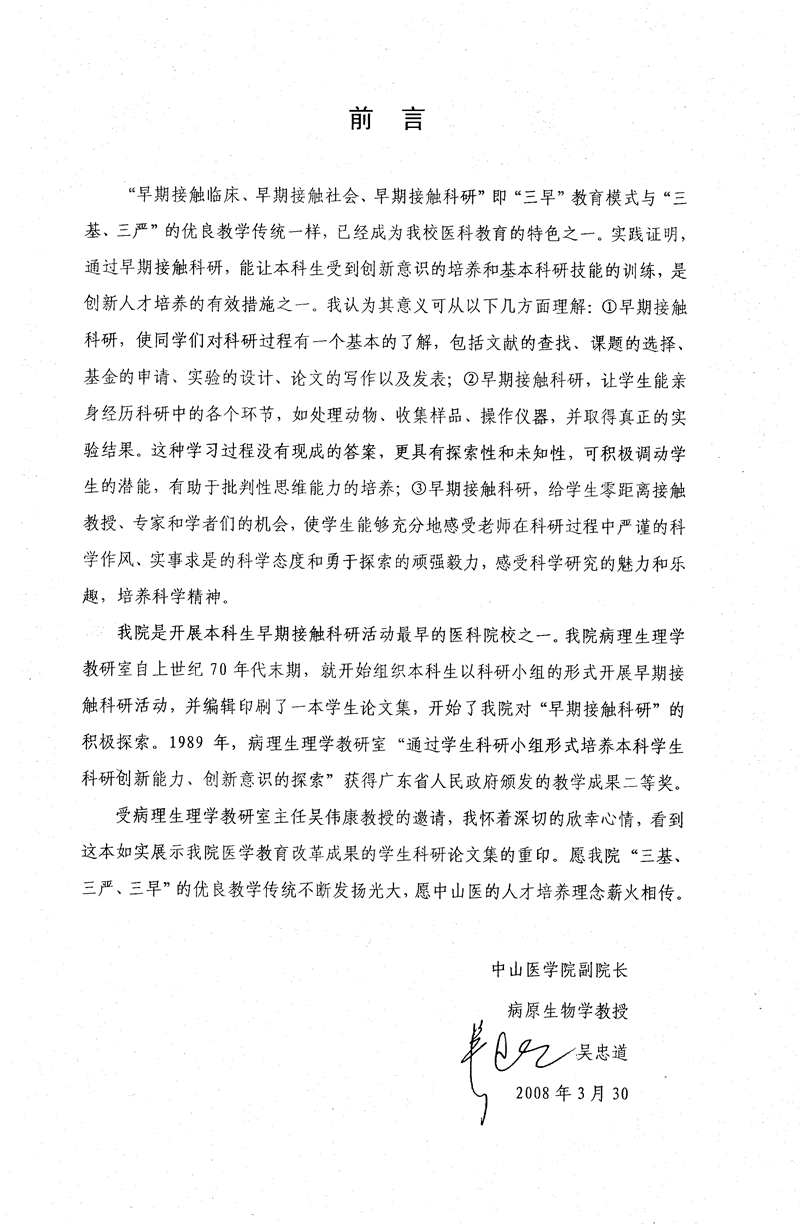 前 言
“早期接触临床、早期接触社会、早期接触科研”即“三早”教育模式与“三
基、三严”的优良教学传统一样，已经成为我校医科教育的特色之一。实践证明，
通过早期接触科研，能让本科生受到创新意识的培养和基本科研技能的训练，是
创新人才培养的有效措施之一。我认为其意义可从以下几方面理解：①早期接触
科研，使同学们对科研过程有一个基本的了解，包括文献的查找、课题的选择、
基金的申请、实验的设计、论文的写作以及发表；②早期接触科研，让学生能亲
身经历科研中的各个环节，如处理动物、收集样品、操作仪器，并取得真正的实
验结果。这种学习过程没有现成的答案，更具有探索性和未知性，可积极调动学
生的潜能，有助于批判性思维能力的培养；③早期接触科研，给学生零距离接触
教授、专家和学者们的机会，使学生能够充分地感受老师在科研过程中严谨的科
学作风、实事求是的科学态度和勇于探索的顽强毅力，感受科学研究的魅力和乐
趣，培养科学精神。
我院是开展本科生早期接触科研活动最早的医科院校之一。我院病理生理学
教研室自上世纪 70 年代末期，就开始组织本科生以科研小组的形式开展早期接
触科研活动，并编辑印刷了一本学生论文集，开始了我院对“早期接触科研”的
积极探索。1989 年，病理生理学教研室“通过学生科研小组形式培养本科学生
科研创新能力、创新意识的探索”获得广东省人民政府颁发的教学成果二等奖。
受病理生理学教研室主任吴伟康教授的邀请，我怀着深切的欣幸心情，看到
这本如实展示我院医学教育改革成果的学生科研论文集的重印。愿我院“三基、
三严、三早”的优良教学传统不断发扬光大，愿中山医的人才培养理念薪火相传。
中山医学院副院长
病原生物学教授
吴忠道
2008 年 3 月 30